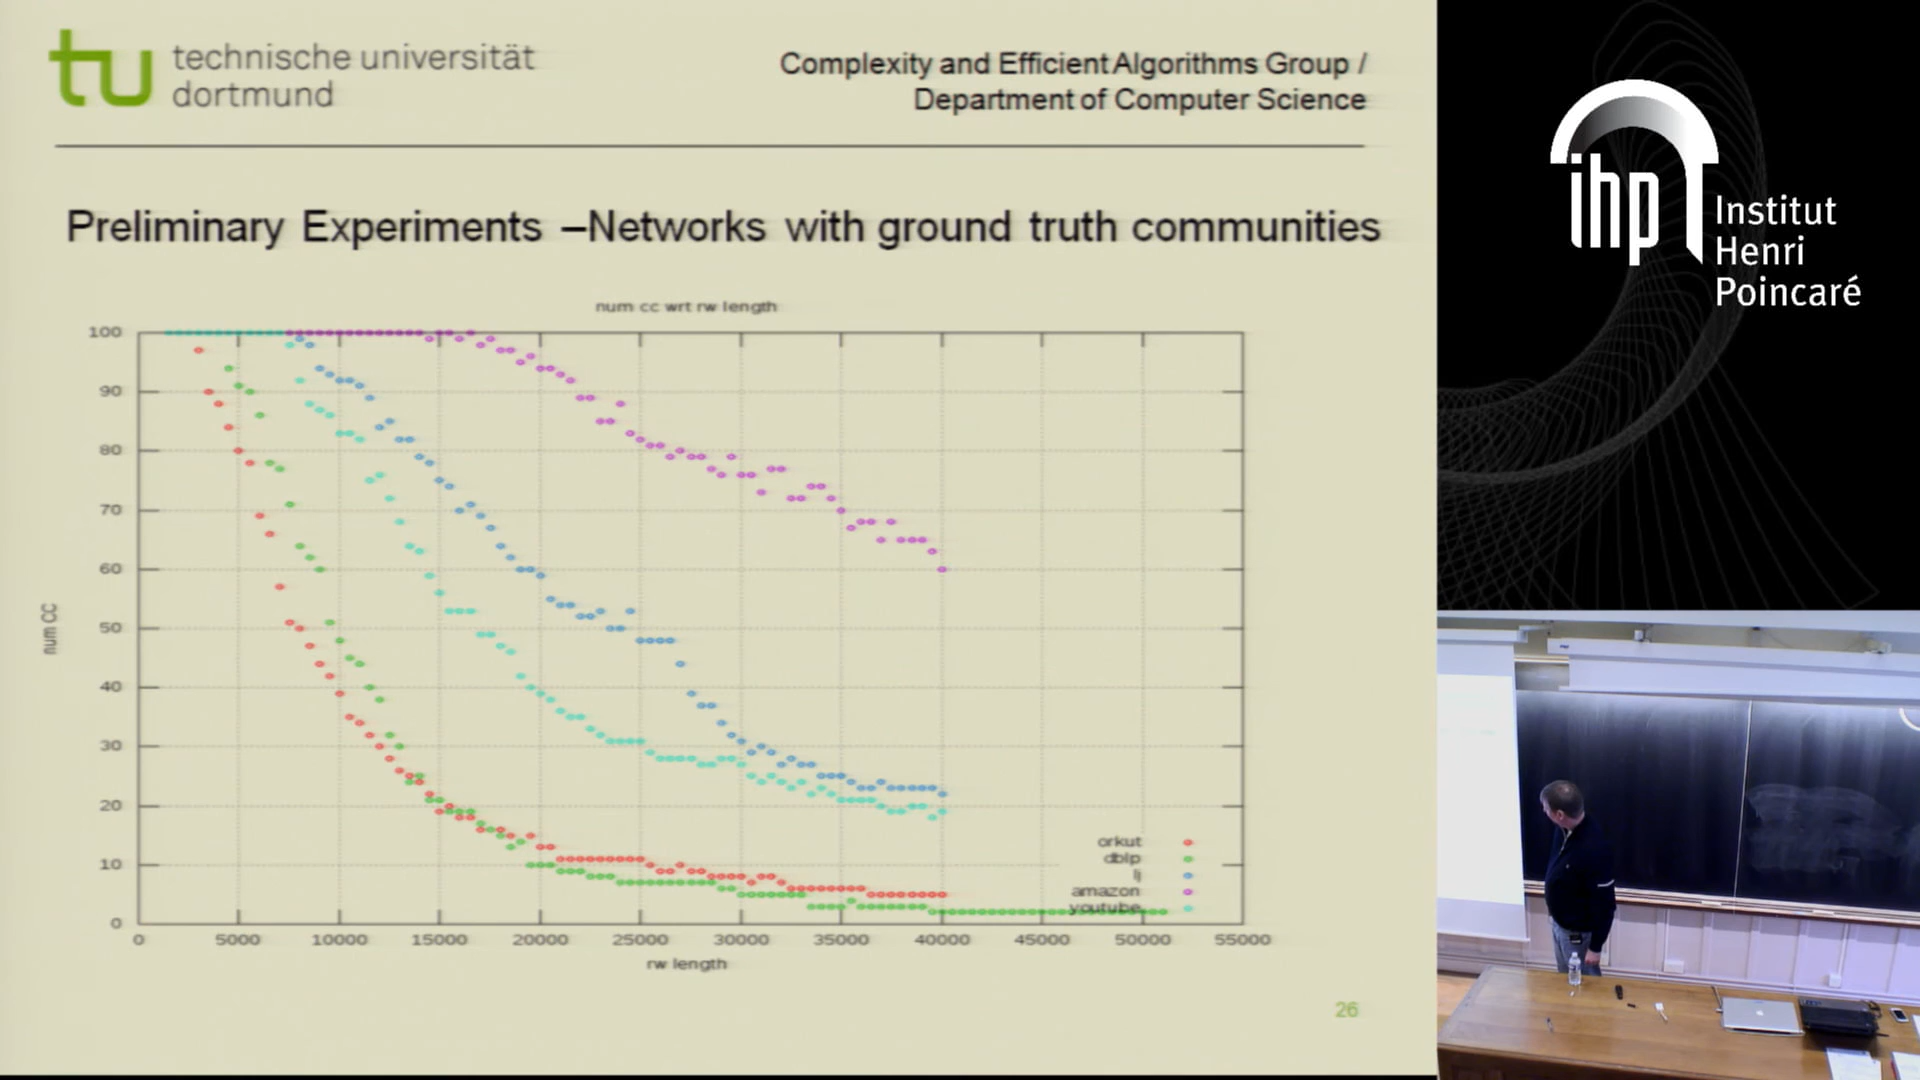 technische universität
dortmund
Complexity and Efficient Algorithms Group /
Department of Computer Science
Preliminary Experiments –Networks with ground truth communities
num cc wrt rw length
100
90
80
70
60
50
40
30
20
10
0
num CC
0 5000 10000 15000 20000 25000 30000 35000 40000 45000 50000 55000
rw length
orkut
dblp
lj
amazon
youtube
26
ihp
Institut
Henri
Poincaré